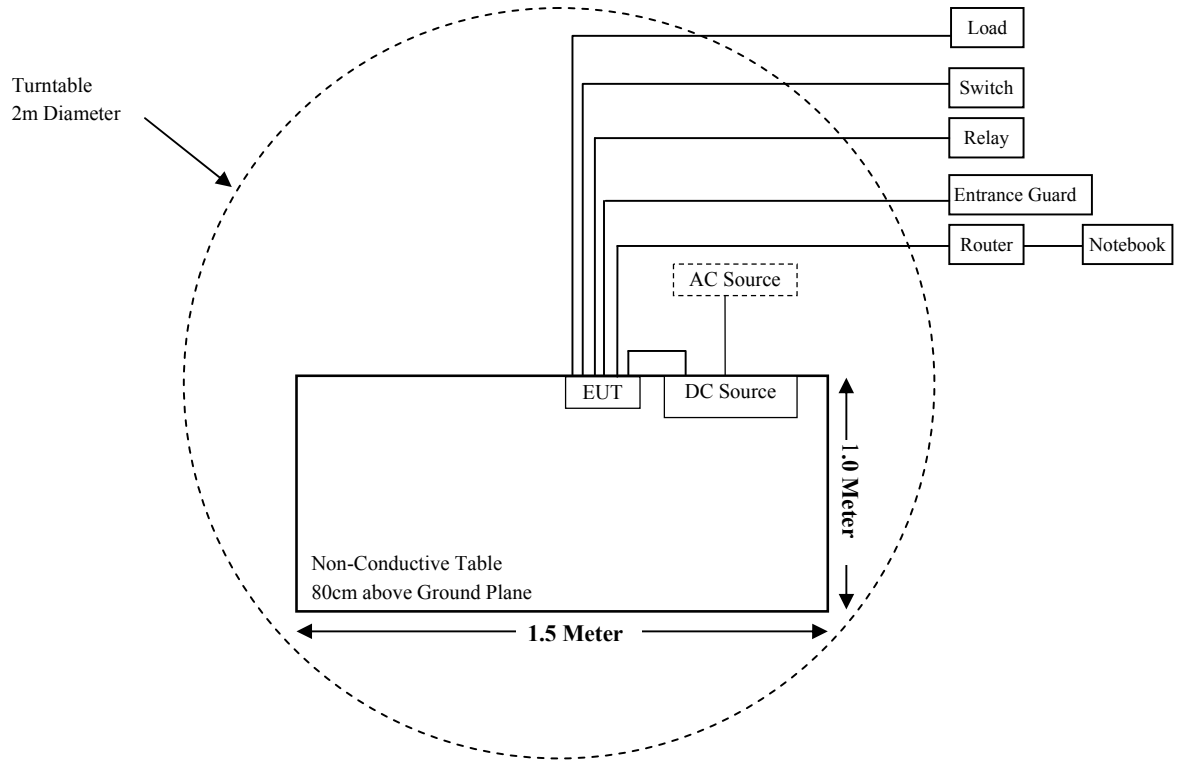 Load
Turntable
2m Diameter
Switch
Relay
Entrance Guard
Router
Notebook
AC Source
EUT
DC Source
1.0 Meter
Non-Conductive Table
80cm above Ground Plane
1.5 Meter